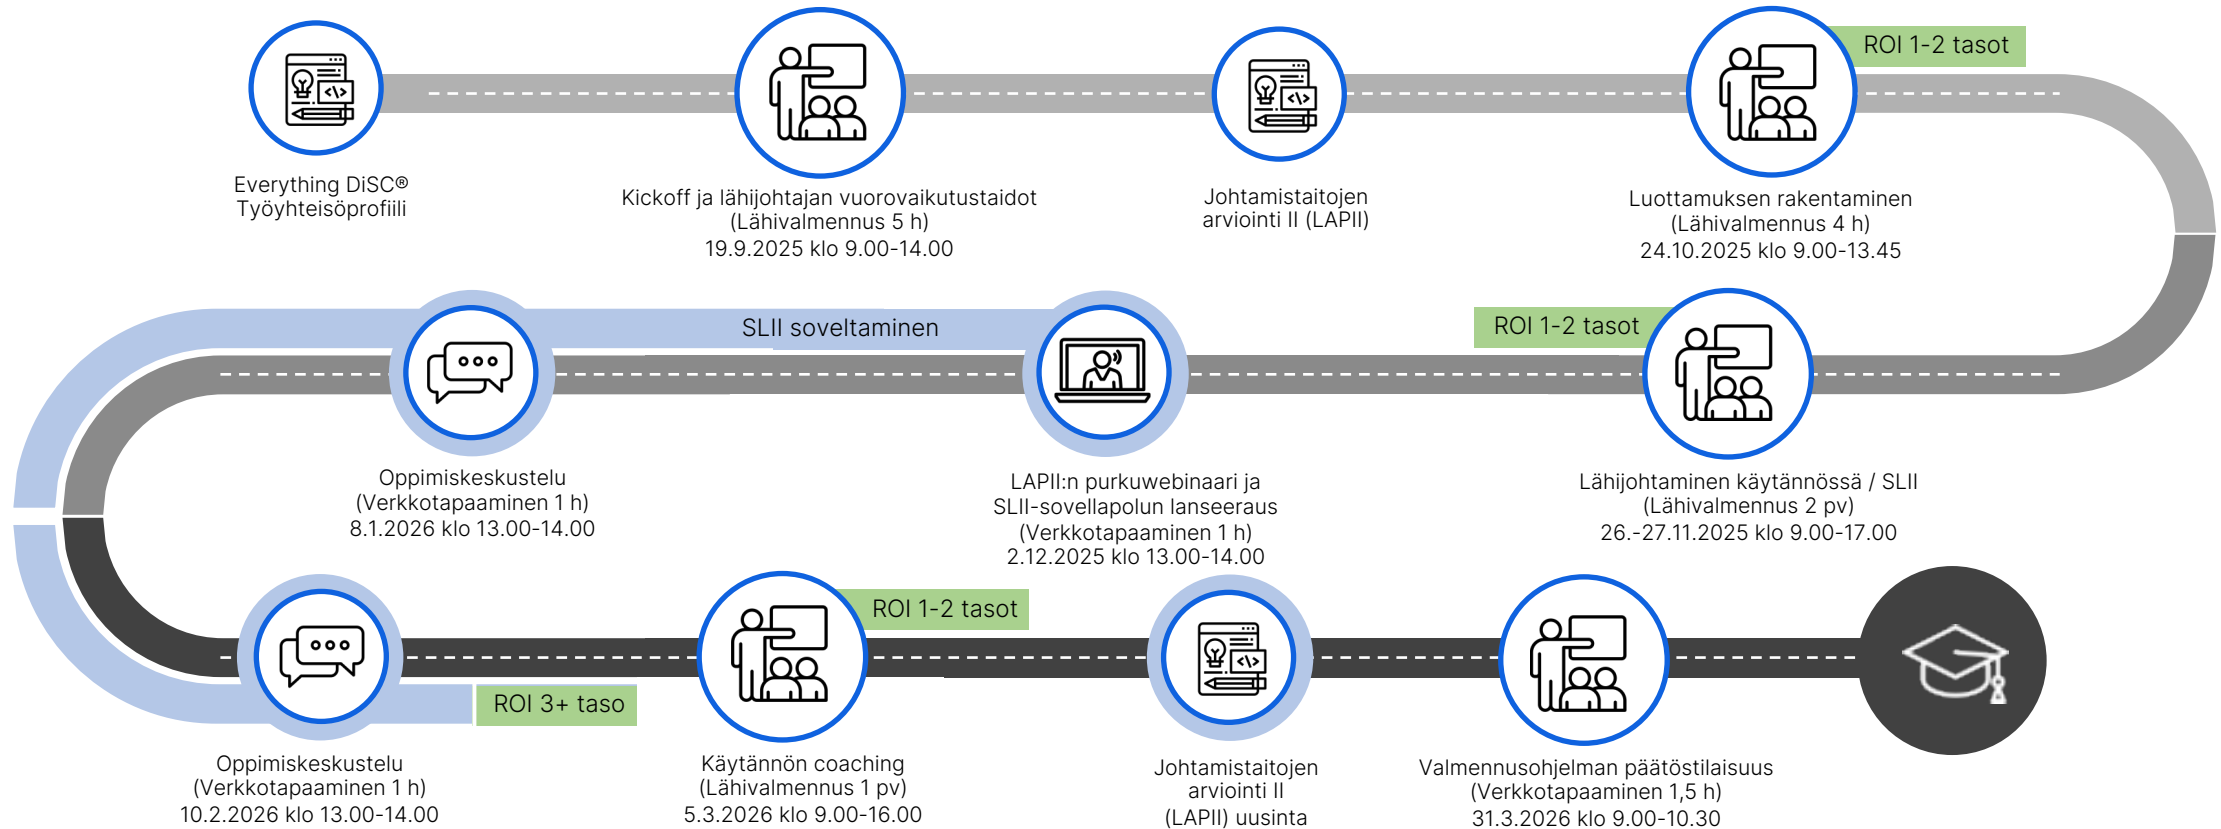 Everything DiSC®
Työyhteisöprofiili
Kickoff ja lähijohtajan vuorovaikutustaidot
(Lähivalmennus 5 h)
19.9.2025 klo 9.00-14.00
Johtamistaitojen
arviointi II (LAPII)
ROI 1-2 tasot
Luottamuksen rakentaminen
(Lähivalmennus 4 h)
24.10.2025 klo 9.00-13.45
ROI 1-2 tasot
Lähijohtaminen käytännössä / SLII
(Lähivalmennus 2 pv)
26.-27.11.2025 klo 9.00-17.00
SLII soveltaminen
LAPII:n purkuwebinaari ja
SLII-sovellapolun lanseeraus
(Verkkotapaaminen 1 h)
2.12.2025 klo 13.00-14.00
Oppimiskeskustelu
(Verkkotapaaminen 1 h)
8.1.2026 klo 13.00-14.00
Oppimiskeskustelu
(Verkkotapaaminen 1 h)
10.2.2026 klo 13.00-14.00
ROI 3+ taso
ROI 1-2 tasot
Käytännön coaching
(Lähivalmennus 1 pv)
5.3.2026 klo 9.00-16.00
Johtamistaitojen
arviointi II
(LAPII) uusinta
Valmennusohjelman päätöstilaisuus
(Verkkotapaaminen 1,5 h)
31.3.2026 klo 9.00-10.30